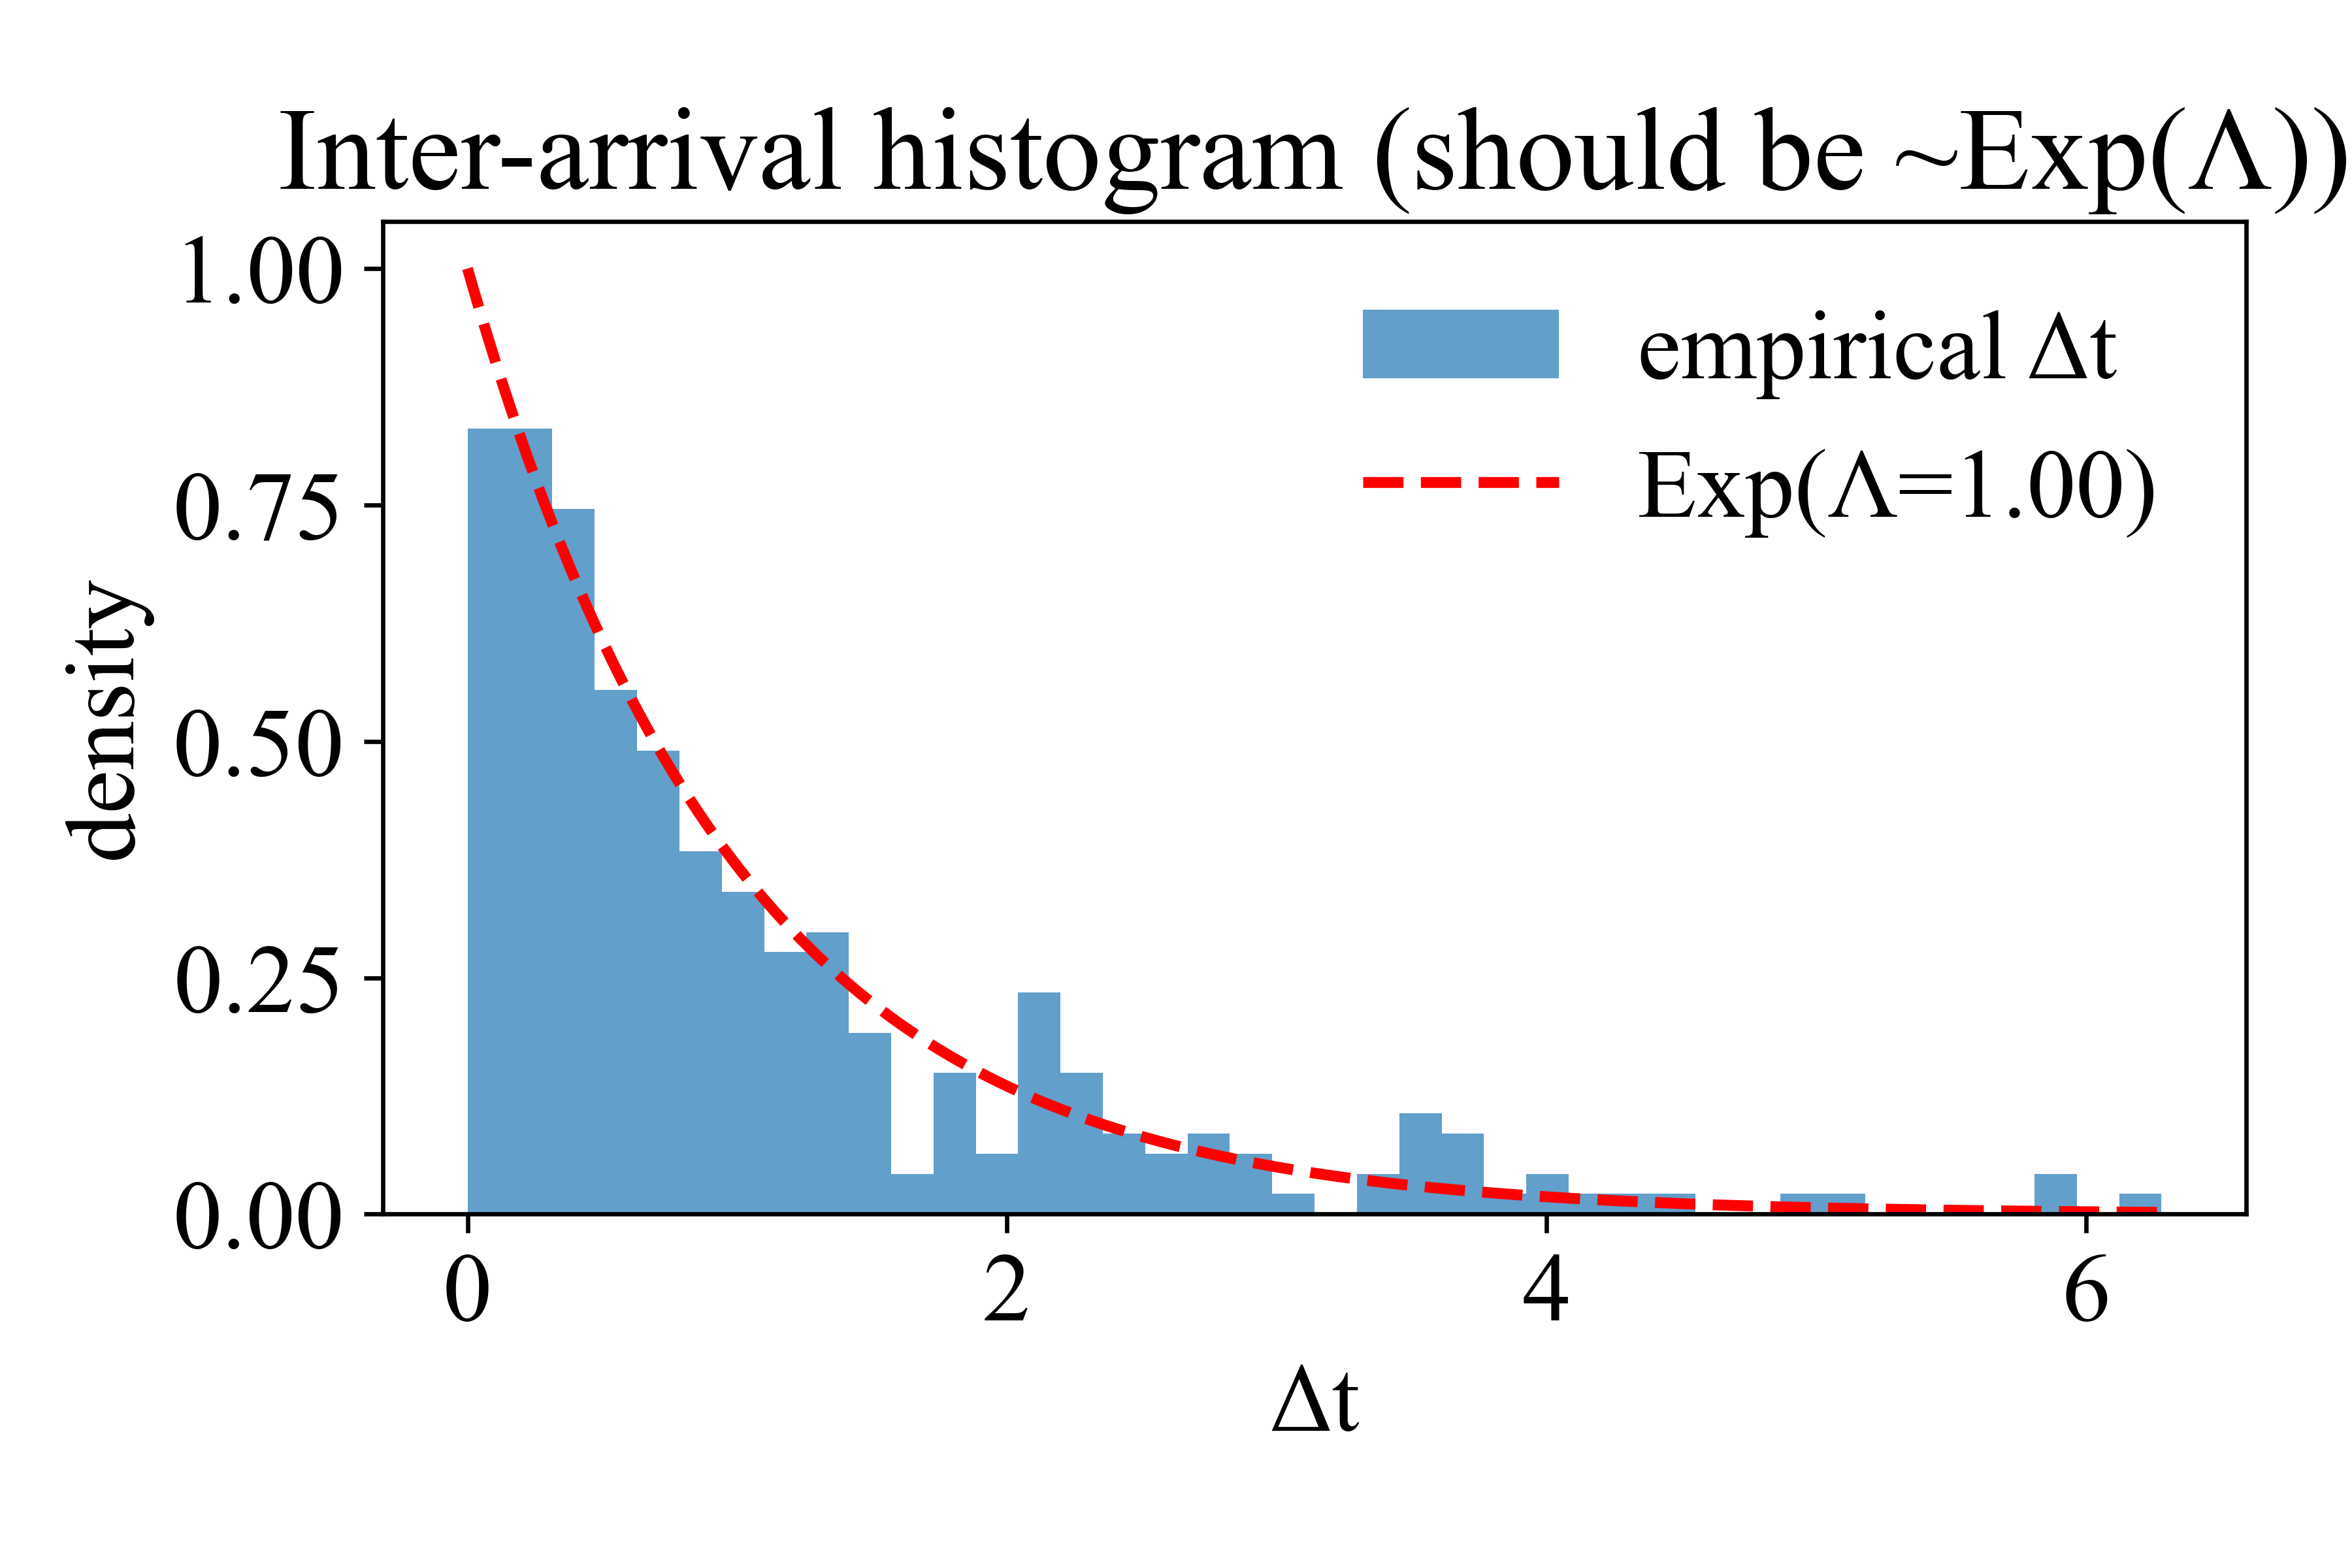 Inter-arrival histogram (should be ~Exp(Λ))
1.00
0.75
0.50
0.25
0.00
density
empirical Δt
Exp(Λ=1.00)
0 2 4 6
Δt